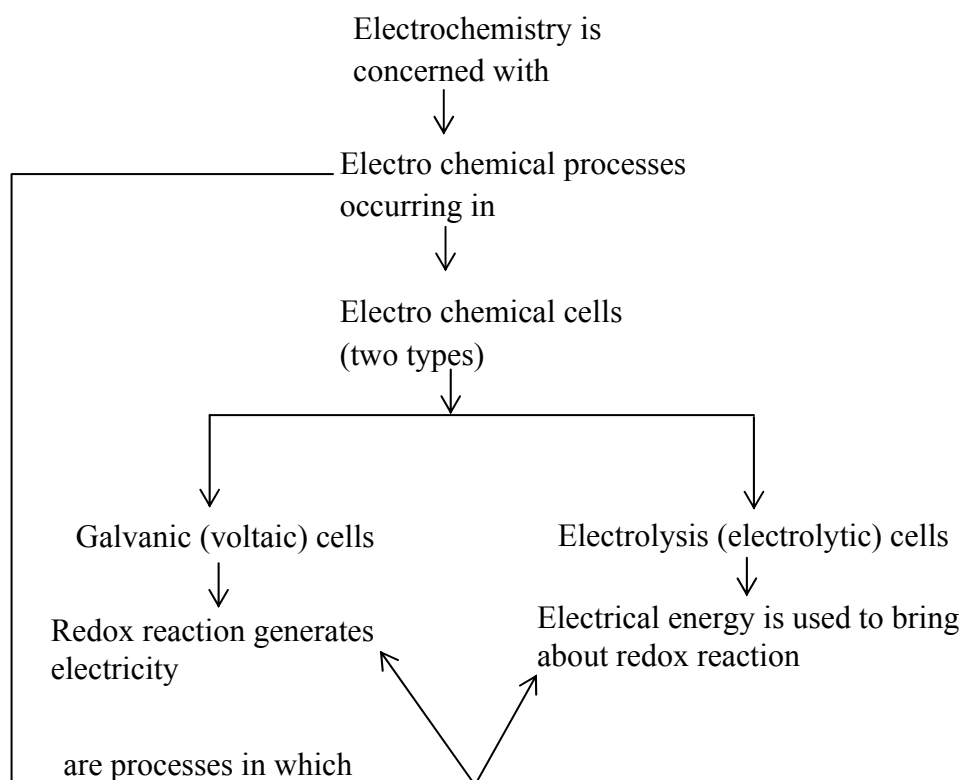 Electrochemistry is
concerned with
Electro chemical processes
occurring in
Electro chemical cells
(two types)
Galvanic (voltaic) cells
Electrolysis (electrolytic) cells
Redox reaction generates
electricity
Electrical energy is used to bring
about redox reaction
are processes in which